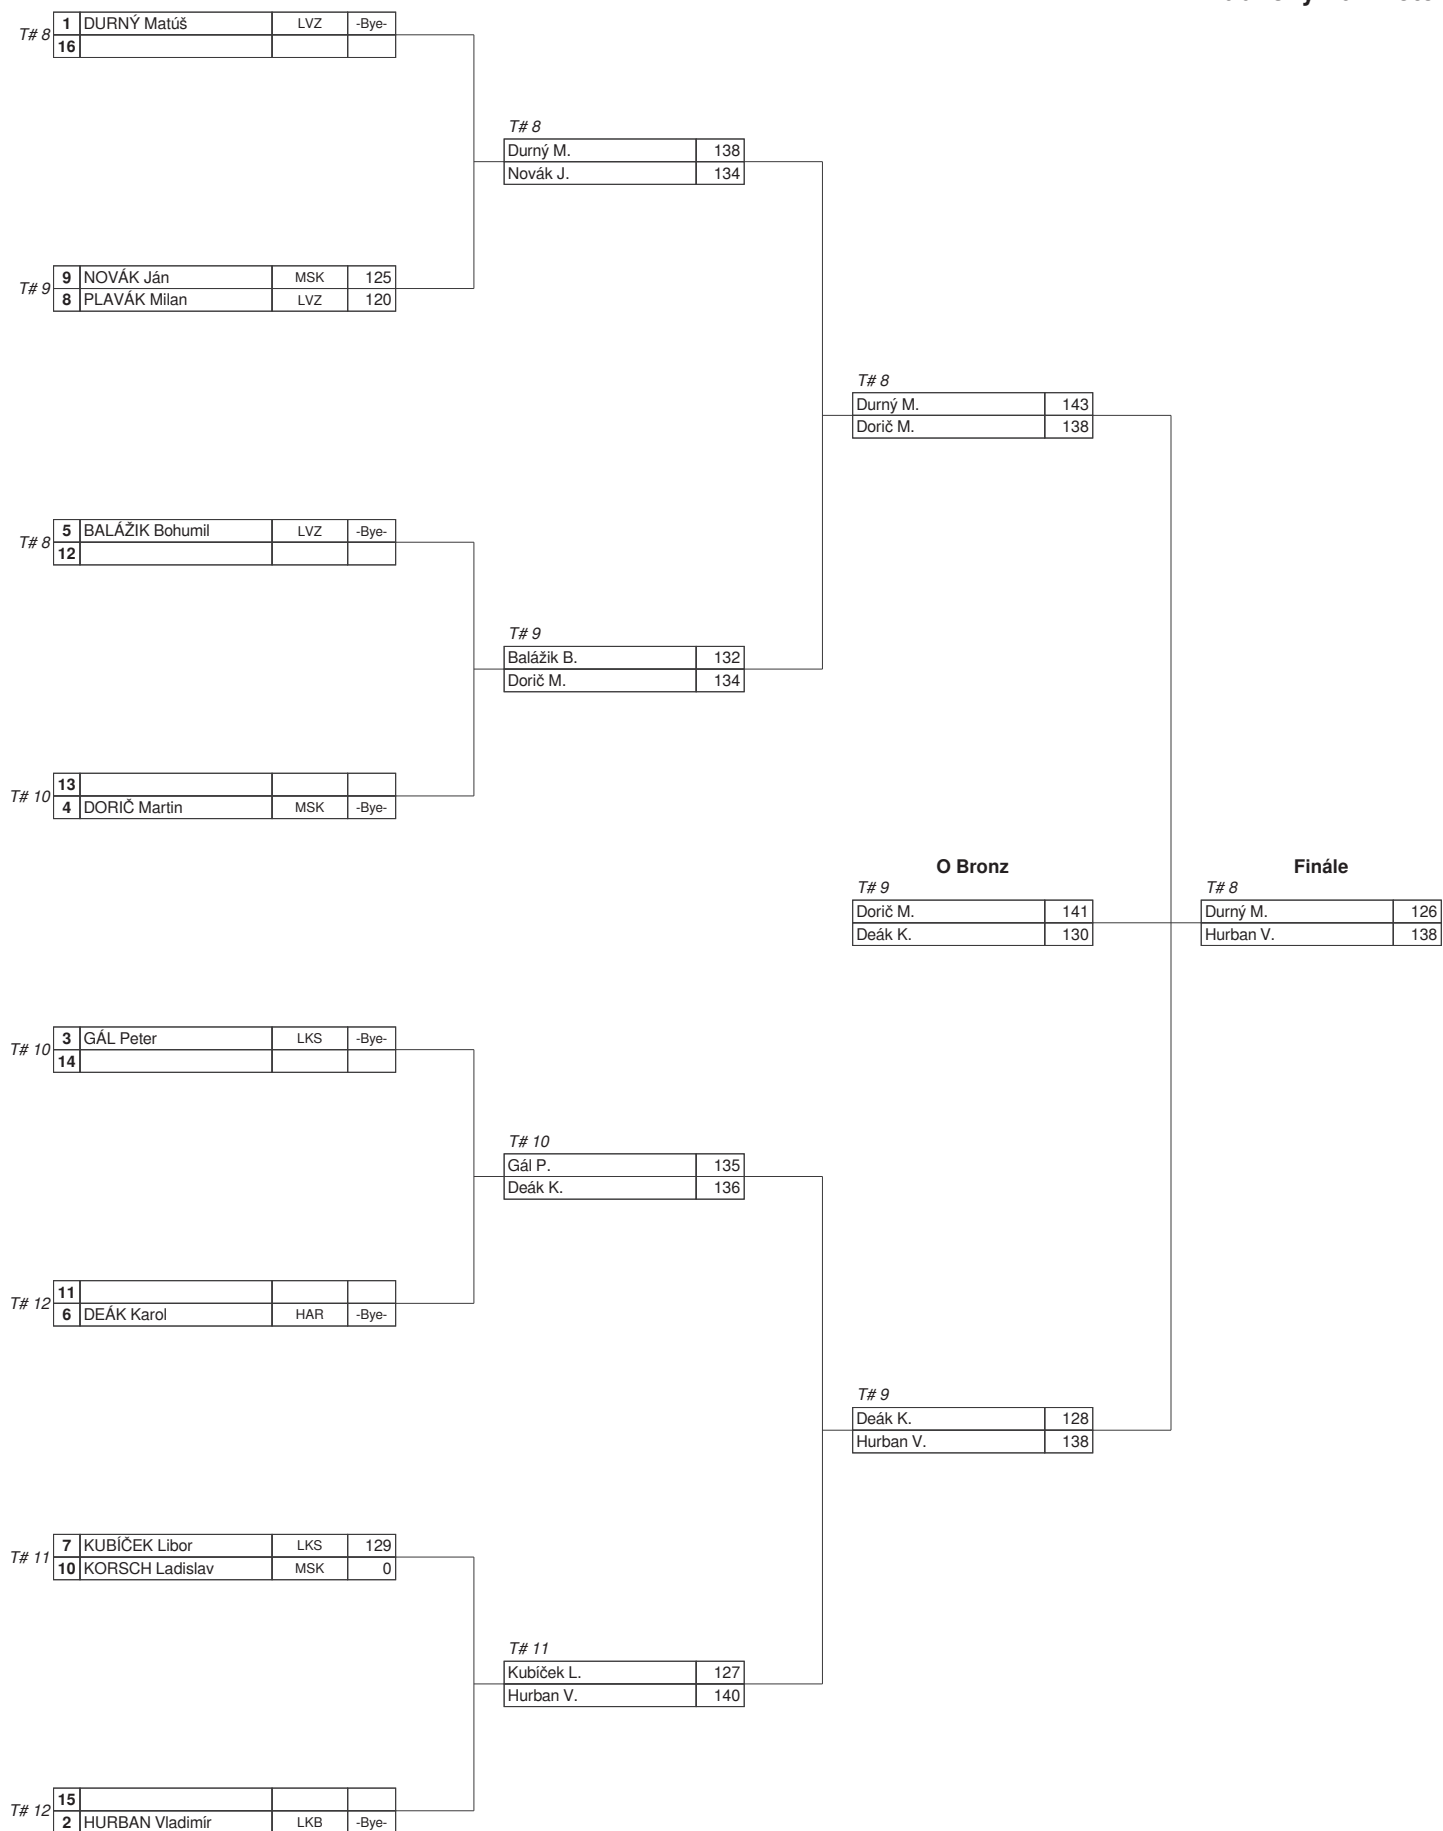 T# 8
1 DURNÝ Matúš LVZ -Bye-
16
T# 8
Durný M. 138
Novák J. 134
T# 9
9 NOVÁK Ján MSK 125
8 PLAVÁK Milan LVZ 120
T# 8
Durný M. 143
Dorič M. 138
T# 8
5 BALÁŽIK Bohumil LVZ -Bye-
12
T# 9
Balážik B. 132
Dorič M. 134
T# 10
13
4 DORIČ Martin MSK -Bye-
O Bronz
T# 9
Dorič M. 141
Deák K. 130
Finále
T# 8
Durný M. 126
Hurban V. 138
T# 10
3 GÁL Peter LKS -Bye-
14
T# 10
Gál P. 135
Deák K. 136
T# 12
11
6 DEÁK Karol HAR -Bye-
T# 9
Deák K. 128
Hurban V. 138
T# 11
7 KUBÍČEK Libor LKS 129
10 KORSCH Ladislav MSK 0
T# 11
Kubíček L. 127
Hurban V. 140
T# 12
15
2 HURBAN Vladimír LKB -Bye-